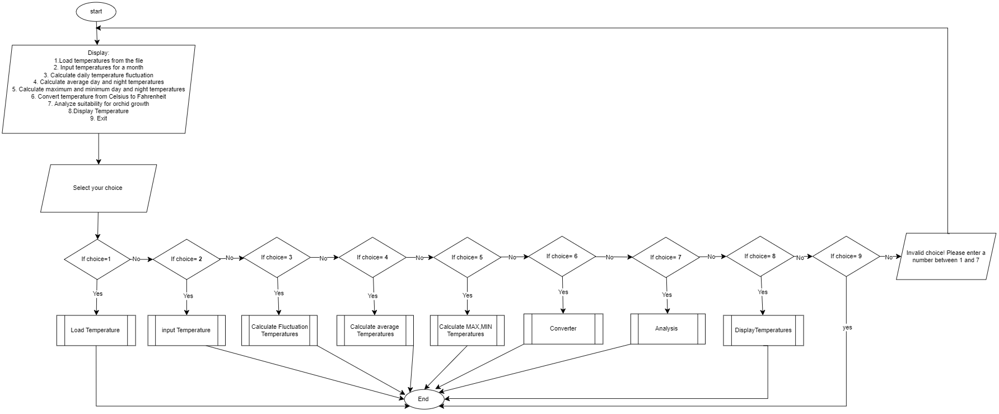 start
Display:
1.Load temperatures from the file
2. Input temperatures for a month
3. Calculate daily temperature fluctuation
4. Calculate average day and night temperatures
5. Calculate maximum and minimum day and night temperatures
6. Convert temperature from Celsius to Fahrenheit
7. Analyze suitability for orchid growth
8.Display Temperature
9. Exit
Select your choice
If choice=1
No
If choice= 2
No
If choice= 3
No
If choice= 4
No
If choice= 5
No
If choice= 6
No
If choice= 7
No
If choice= 8
No
If choice= 9
No
Invalid choice! Please enter a
number between 1 and 7
Yes
Yes
Yes
Yes
Yes
Yes
Yes
Yes
yes
Load Temperature
input Temperature
Calculate Fluctuation
Temperatures
Calculate average
Temperatures
Calculate MAX,MIN
Temperatures
Converter
Analysis
DisplayTemperatures
End